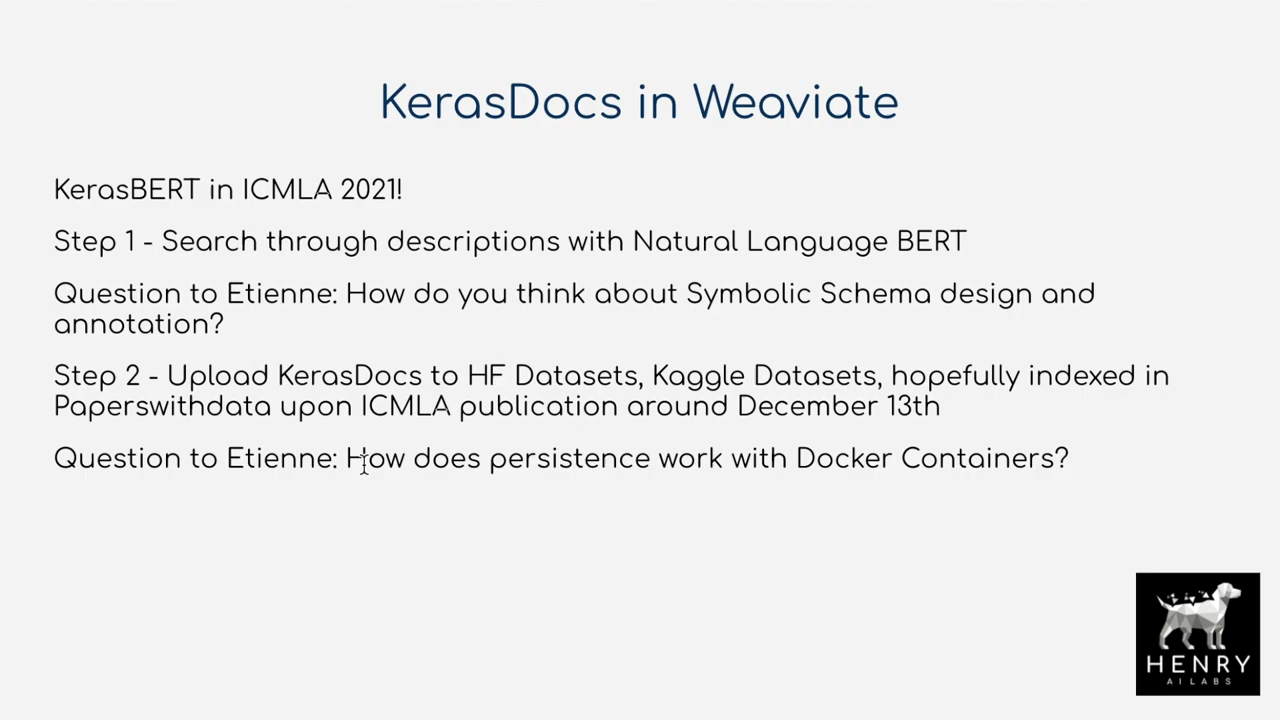 KerasDocs in Weaviate
KerasBERT in ICMLA 2021!
Step 1 - Search through descriptions with Natural Language BERT
Question to Etienne: How do you think about Symbolic Schema design and
annotation?
Step 2 - Upload KerasDocs to HF Datasets, Kaggle Datasets, hopefully indexed in
Paperswithdata upon ICMLA publication around December 13th
Question to Etienne: How does persistence work with Docker Containers?
HENRY
AI LABS